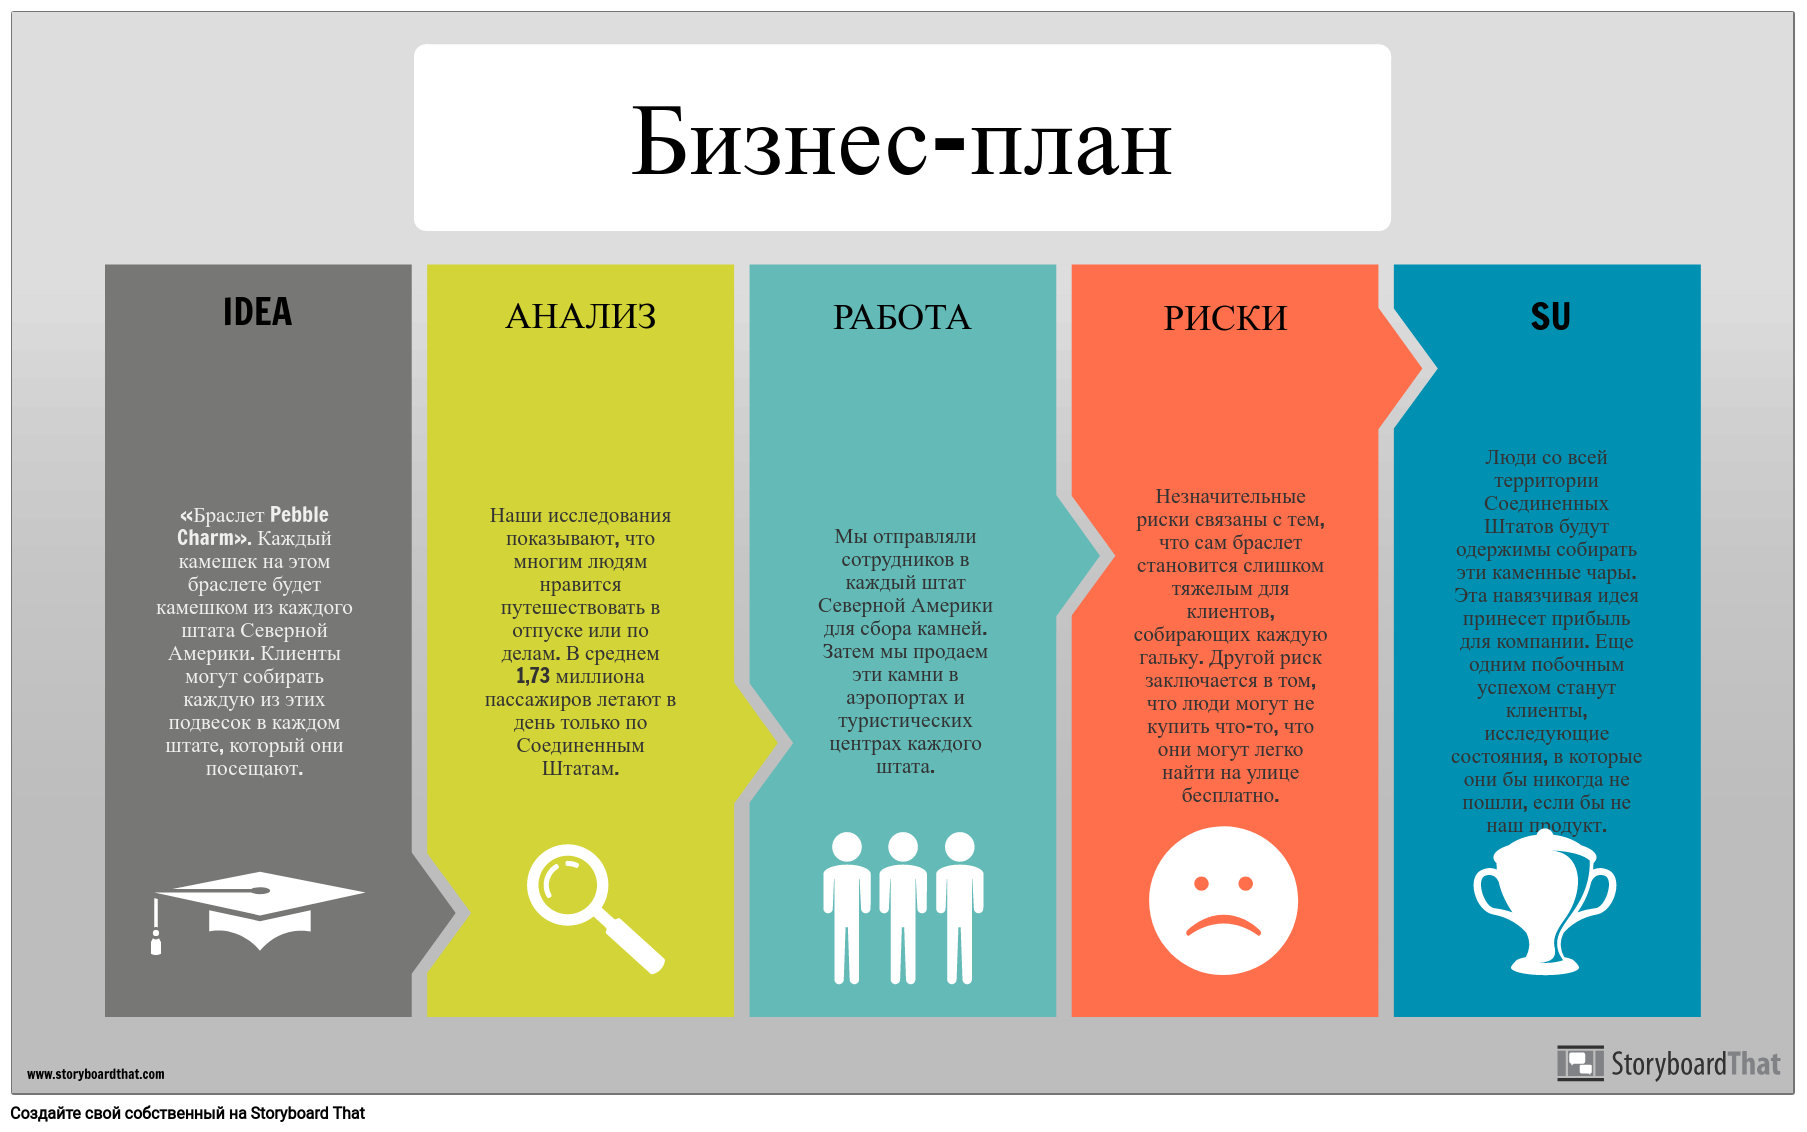 Бизнес-план
IDEA
«Браслет Pebble
Charm». Каждый
камешек на этом
браслете будет
камешком из каждого
штата Северной
Америки. Клиенты
могут собирать
каждую из этих
подвесок в каждом
штате, который они
посещают.
АНАЛИЗ
Наши исследования
показывают, что
многим людям
нравится
путешествовать в
отпуске или по
делам. В среднем
1,73 миллиона
пассажиров летают в
день только по
Соединенным
Штатам.
РАБОТА
Мы отправляли
сотрудников в
каждый штат
Северной Америки
для сбора камней.
Затем мы продаем
эти камни в
аэропортах и
туристических
центрах каждого
штата.
РИСКИ
Незначительные
риски связаны с тем,
что сам браслет
становится слишком
тяжелым для
клиентов,
собирающих каждую
гальку. Другой риск
заключается в том,
что люди могут не
купить что-то, что
они могут легко
найти на улице
бесплатно.
SU
Люди со всей
территории
Соединенных
Штатов будут
одержимы собирать
эти каменные чары.
Эта навязчивая идея
принесет прибыль
для компании. Еще
одним побочным
успехом станут
клиенты,
исследующие
состояния, в которые
они бы никогда не
пошли, если бы не
наш продукт.
www.storyboardthat.com
StoryboardThat
Создайте свой собственный на Storyboard That